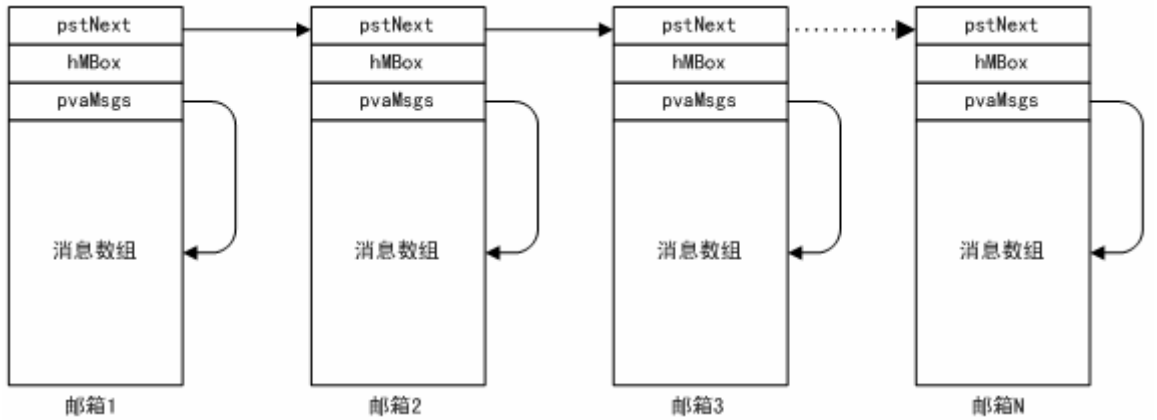 pstNext pstNext pstNext pstNext
hMBox hMBox hMBox hMBox
pvaMsgs pvaMsgs pvaMsgs pvaMsgs
消息数组 消息数组 消息数组 消息数组
邮箱1 邮箱2 邮箱3 邮箱N